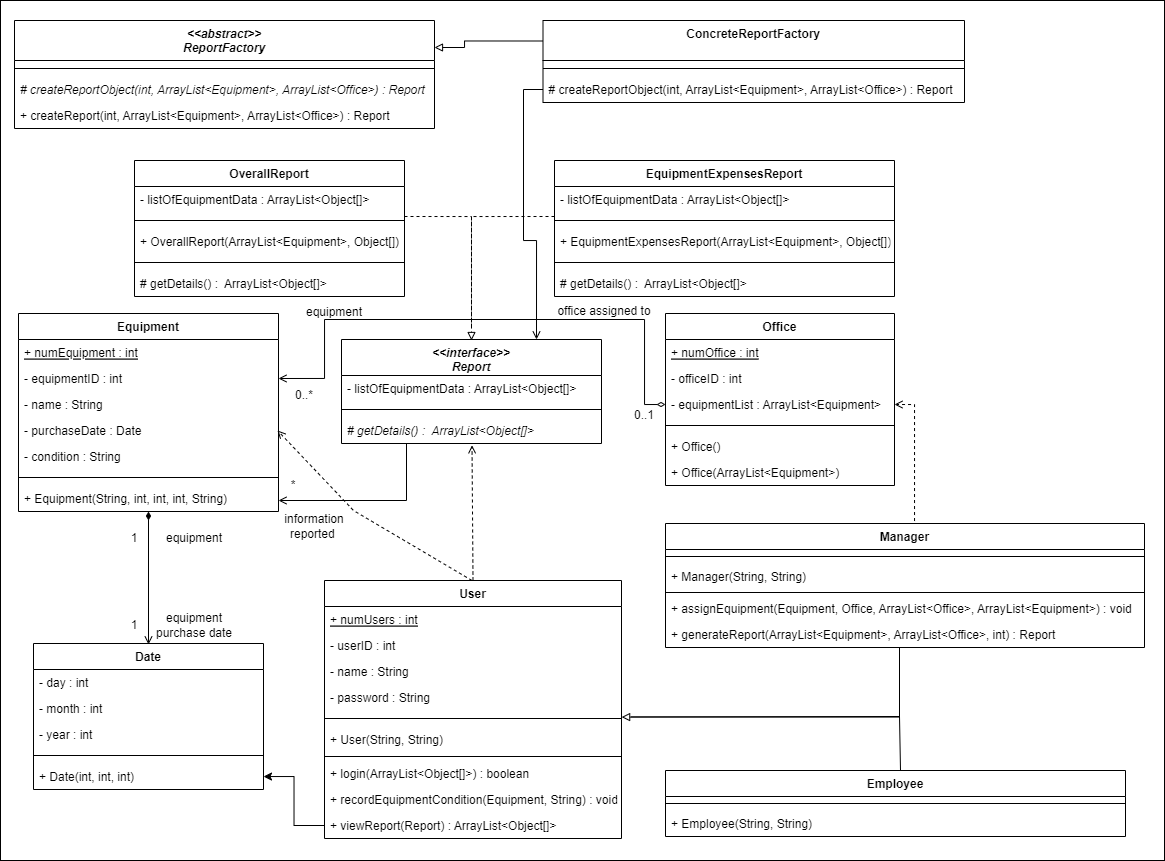 <<abstract>>
ReportFactory
# createReportObject(int, ArrayList<Equipment>, ArrayList<Office>) : Report
+ createReport(int, ArrayList<Equipment>, ArrayList<Office>) : Report
ConcreteReportFactory
# createReportObject(int, ArrayList<Equipment>, ArrayList<Office>) : Report
OverallReport
- listOfEquipmentData : ArrayList<Object[]>
+ OverallReport(ArrayList<Equipment>, Object[])
# getDetails() :  ArrayList<Object[]>
EquipmentExpensesReport
- listOfEquipmentData : ArrayList<Object[]>
+ EquipmentExpensesReport(ArrayList<Equipment>, Object[])
# getDetails() :  ArrayList<Object[]>
equipment
office assigned to
0..*
0..1
Equipment
+ numEquipment : int
- equipmentID : int
- name : String
- purchaseDate : Date
- condition : String
+ Equipment(String, int, int, int, String)
<<interface>>
Report
- listOfEquipmentData : ArrayList<Object[]>
# getDetails() :  ArrayList<Object[]>
*
information
reported
Office
+ numOffice : int
- officeID : int
- equipmentList : ArrayList<Equipment>
+ Office()
+ Office(ArrayList<Equipment>)
1
equipment
1
equipment
purchase date
Date
- day : int
- month : int
- year : int
+ Date(int, int, int)
User
+ numUsers : int
- userID : int
- name : String
- password : String
+ User(String, String)
+ login(ArrayList<Object[]>) : boolean
+ recordEquipmentCondition(Equipment, String) : void
+ viewReport(Report) : ArrayList<Object[]>
Manager
+ Manager(String, String)
+ assignEquipment(Equipment, Office, ArrayList<Office>, ArrayList<Equipment>) : void
+ generateReport(ArrayList<Equipment>, ArrayList<Office>, int) : Report
Employee
+ Employee(String, String)